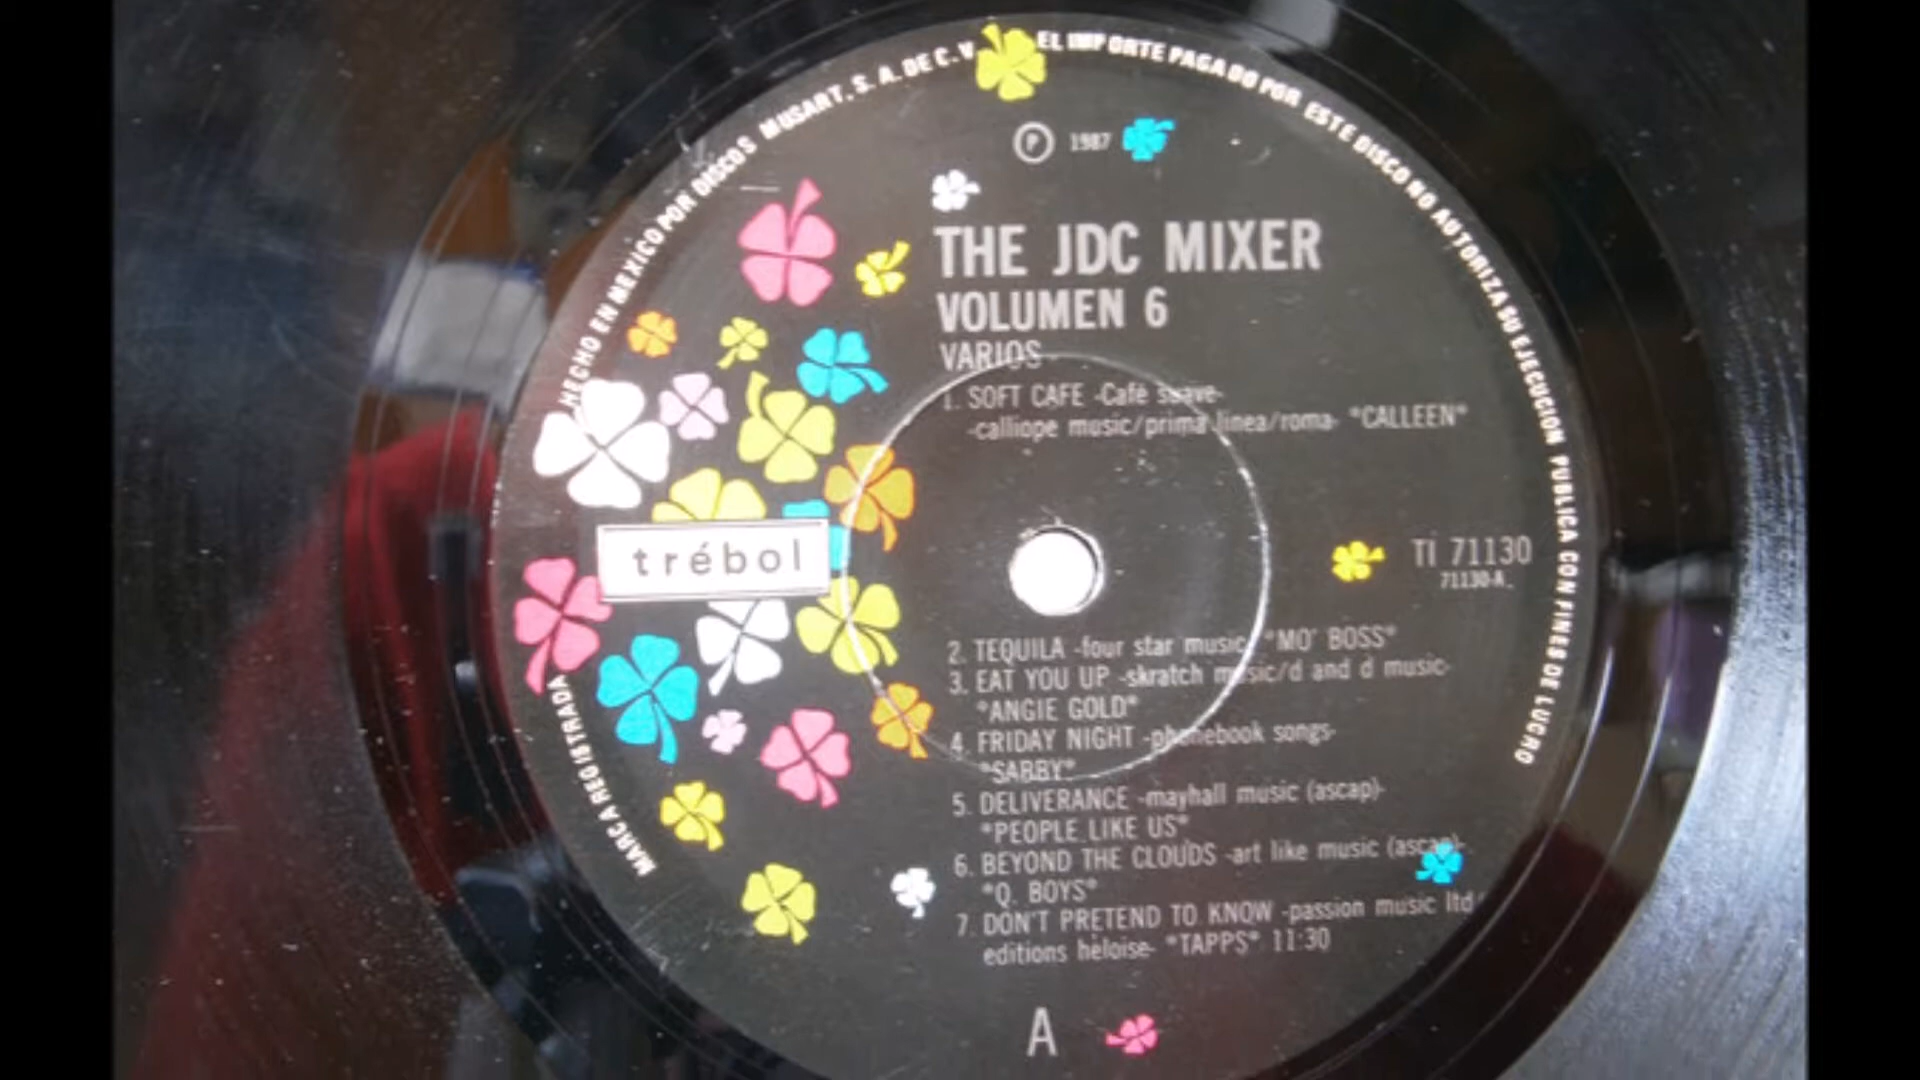 HECHO EN MEXICO POR DISCOS MUSART, S. A. DE C. V
EL IMPORTE PAGADO POR ESTE DISCO NO AUTORIZA SU EJECUCION PUBLICA CON FINES DE LUCRO
MARCA REGISTRADA
Ⓟ 1987
THE JDC MIXER
VOLUMEN 6
VARIOS-
1. SOFT CAFE -Café suave-
-calliope music/prima linea/roma- *CALLEEN*
trébol
TI 71130
71130-A_
2. TEQUILA -four star music- *MO' BOSS*
3. EAT YOU UP -skratch music/d and d music-
*ANGIE GOLD*
4. FRIDAY NIGHT -phonebook songs-
*SABBY*
5. DELIVERANCE -mayhall music (ascap)-
*PEOPLE LIKE US*
6. BEYOND THE CLOUDS -art like music (ascap)-
*Q. BOYS*
7. DON'T PRETEND TO KNOW -passion music ltd/
editions heloise- *TAPPS* 11:30
A